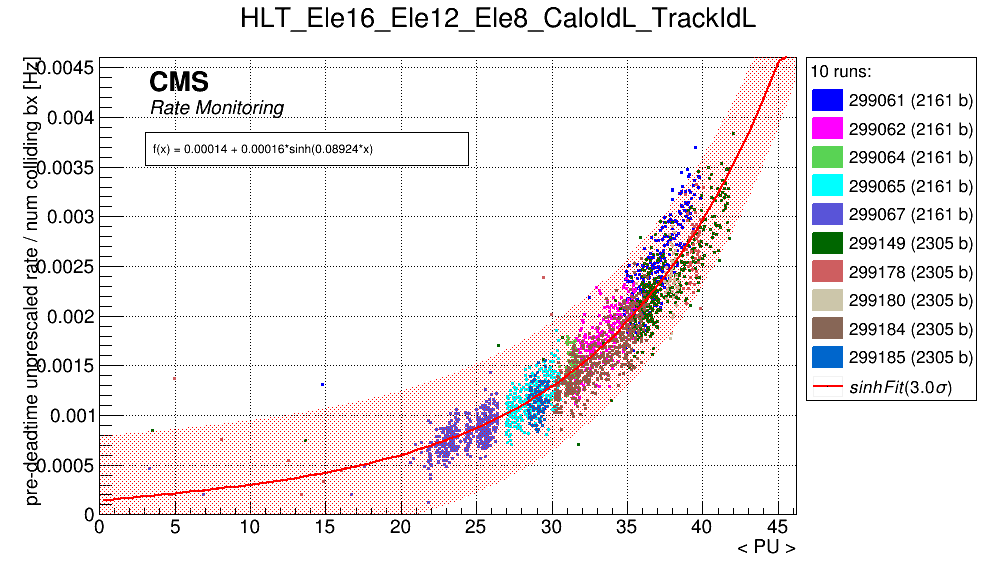 HLT_Ele16_Ele12_Ele8_CaloIdL_TrackIdL
pre-deadtime unprescaled rate / num colliding bx [Hz]
0.0045
0.004
0.0035
0.003
0.0025
0.002
0.0015
0.001
0.0005
0
CMS
Rate Monitoring
f(x) = 0.00014 + 0.00016*sinh(0.08924*x)
0 5 10 15 20 25 30 35 40 45
< PU >
10 runs:
299061 (2161 b)
299062 (2161 b)
299064 (2161 b)
299065 (2161 b)
299067 (2161 b)
299149 (2305 b)
299178 (2305 b)
299180 (2305 b)
299184 (2305 b)
299185 (2305 b)
sinhFit(3.0σ)